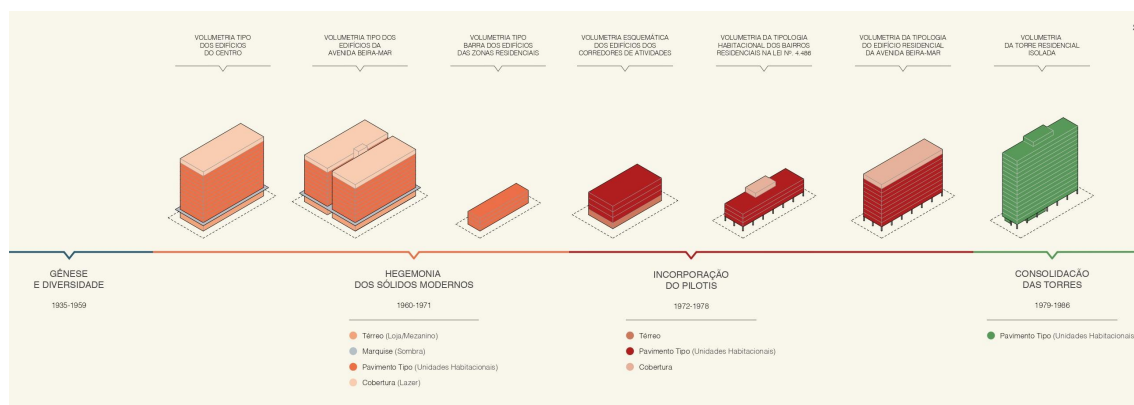 VOLUMETRIA TIPO
DOS EDIFÍCIOS
DO CENTRO
VOLUMETRIA TIPO DOS
EDIFÍCIOS DA
AVENIDA BEIRA-MAR
VOLUMETRIA TIPO
BARRA DOS EDIFÍCIOS
DAS ZONAS RESIDENCIAIS
VOLUMETRIA ESQUEMÁTICA
DOS EDIFÍCIOS DOS
CORREDORES DE ATIVIDADES
VOLUMETRIA DA TIPOLOGIA
HABITACIONAL DOS BAIRROS
RESIDENCIAIS NA LEI Nº. 4.486
VOLUMETRIA DA TIPOLOGIA
DO EDIFÍCIO RESIDENCIAL
DA AVENIDA BEIRA-MAR
VOLUMETRIA
DA TORRE RESIDENCIAL
ISOLADA
GÊNESE
E DIVERSIDADE
1935-1959
HEGEMONIA
DOS SÓLIDOS MODERNOS
1960-1971
Térreo (Loja/Mezanino)
Marquise (Sombra)
Pavimento Tipo (Unidades Habitacionais)
Cobertura (Lazer)
INCORPORAÇÃO
DO PILOTIS
1972-1978
Térreo
Pavimento Tipo (Unidades Habitacionais)
Cobertura
CONSOLIDACÃO
DAS TORRES
1979-1986
Pavimento Tipo (Unidades Habitacionais